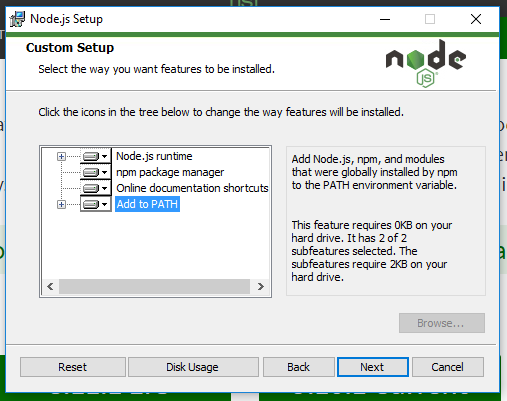 Node.js Setup
Custom Setup
Select the way you want features to be installed.
node
JS
Click the icons in the tree below to change the way features will be installed.
Node.js runtime
npm package manager
Online documentation shortcuts
Add to PATH
Add Node.js, npm, and modules
that were globally installed by npm
to the PATH environment variable.
This feature requires 0KB on your
hard drive. It has 2 of 2
subfeatures selected. The
subfeatures require 2KB on your
hard drive.
Browse...
Reset
Disk Usage
Back
Next
Cancel